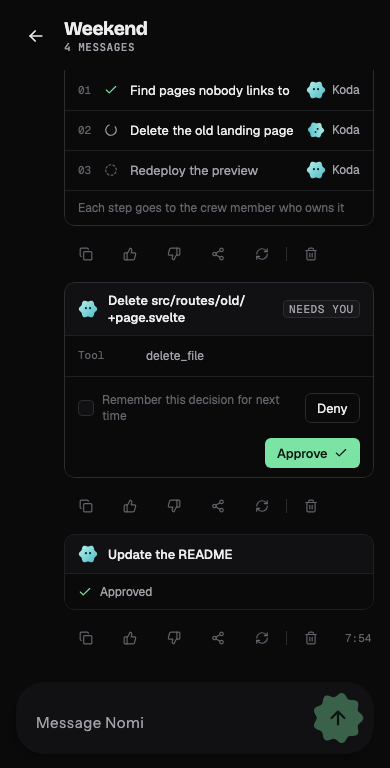 Weekend
4 MESSAGES
01 Find pages nobody links to Koda
02 Delete the old landing page Koda
03 Redeploy the preview Koda
Each step goes to the crew member who owns it
Delete src/routes/old/
+page.svelte
NEEDS YOU
Tool delete_file
Remember this decision for next
time
Deny
Approve
Update the README
Approved
7:54
Message Nomi